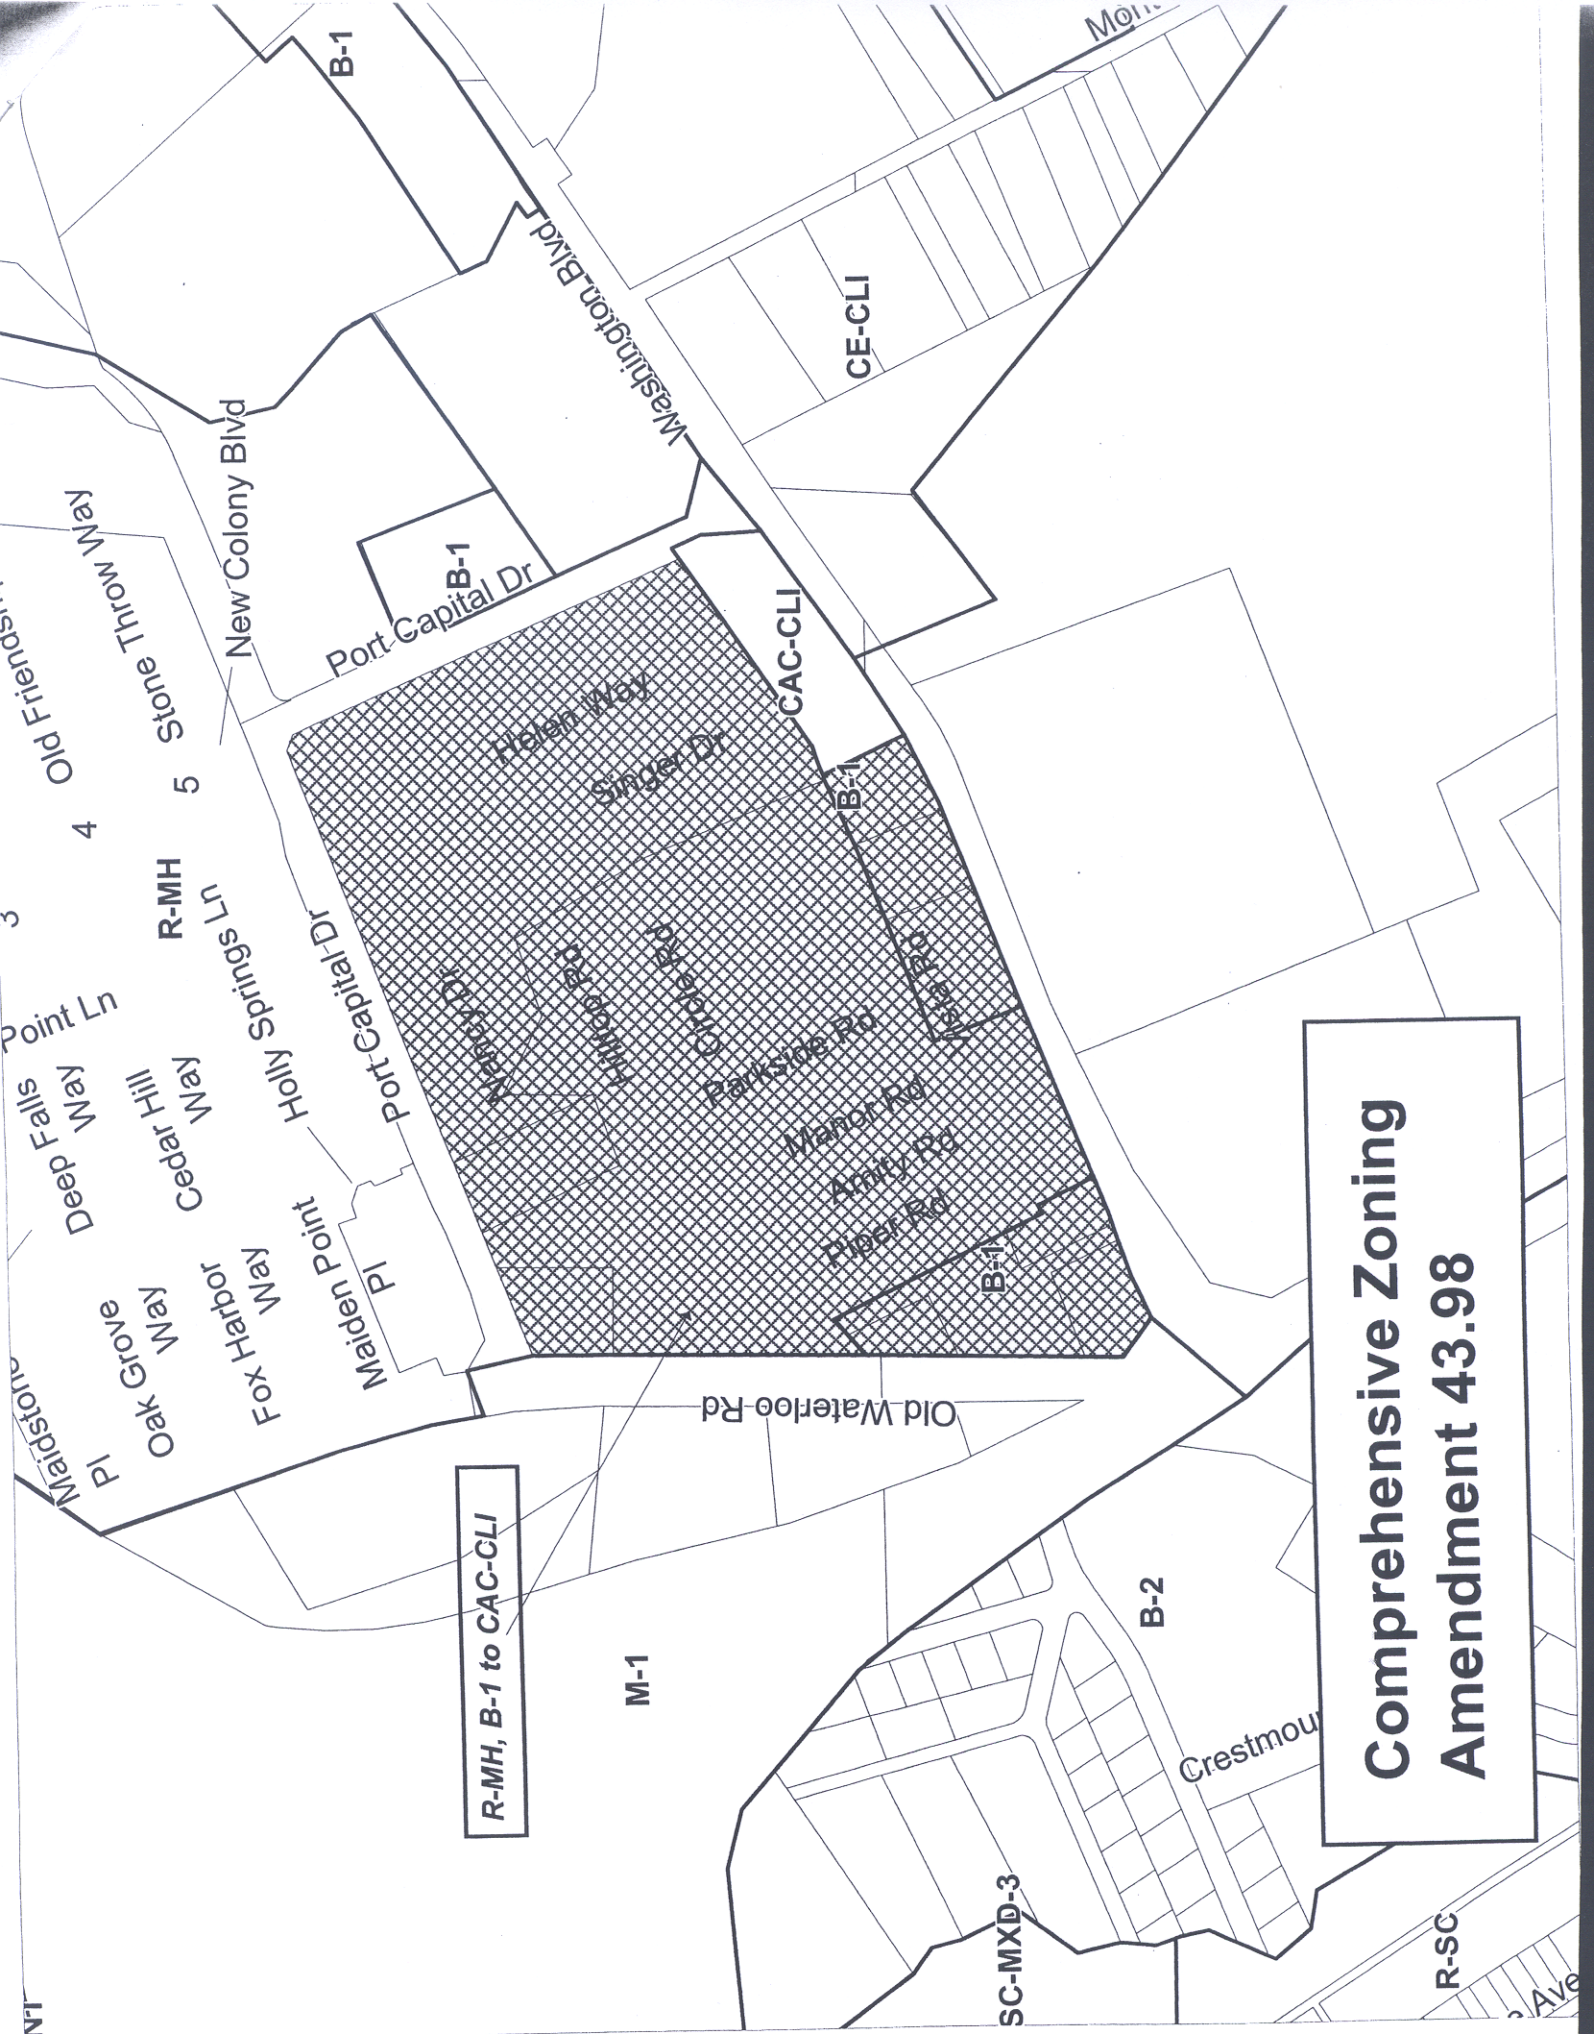 B-1
New Colony Blvd
Stone Throw Way
5
4
3
R-MH
Port Capital Dr
B-1
Washington Blvd
CE-CLI
CAC-CLI
Helen Way
Singer Dr
B-1
Vista Rd
Nancy Dr
Hilltop Rd
Circle Rd
Parkside Rd
Manor Rd
Amity Rd
Piper Rd
B-1
Port Capital Dr
Holly Springs Ln
Point Ln
Deep Falls
Way
Cedar Hill
Way
Maiden Point
Pl
Fox Harbor
Way
Oak Grove
Way
Maidstone
Pl
Old Waterloo Rd
R-MH, B-1 to CAC-CLI
M-1
B-2
SC-MXD-3
R-SC
Ave
Comprehensive Zoning
Amendment 43.98